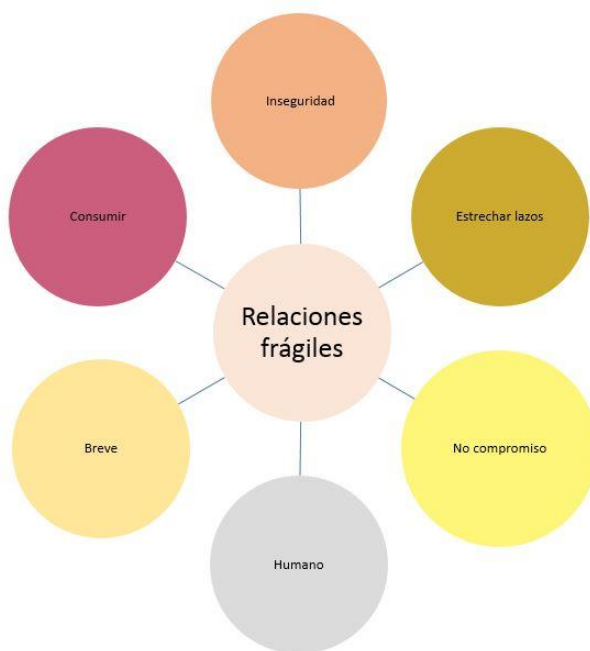 Inseguridad
Consumir
Estrechar lazos
Relaciones
frágiles
Breve
No compromiso
Humano